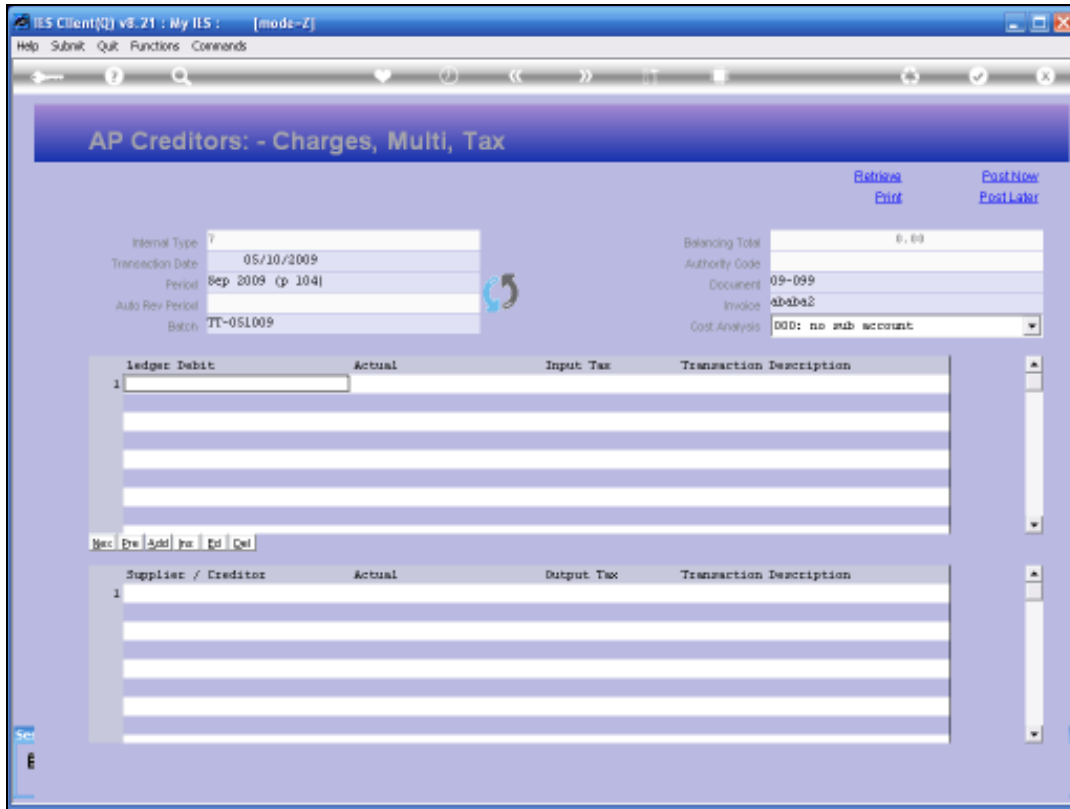 IES Client(Q) v8.21 : My IES : [mode-Z]
Help Submit Quit Functions Commands
AP Creditors: - Charges, Multi, Tax
Retrieve Post Now
Print Post Later
Internal Type 7 Balancing Total 0.00
Transaction Date 05/10/2009 Authority Code
Period Sep 2009 (p 104) Document 09-099
Auto Rev Period Invoice ababa2
Batch TT-051009 Cost Analysis 000: no sub account
Ledger Debit Actual Input Tax Transaction Description
1
Nxt Pre Add Ins Ed Del
Supplier / Creditor Actual Output Tax Transaction Description
1